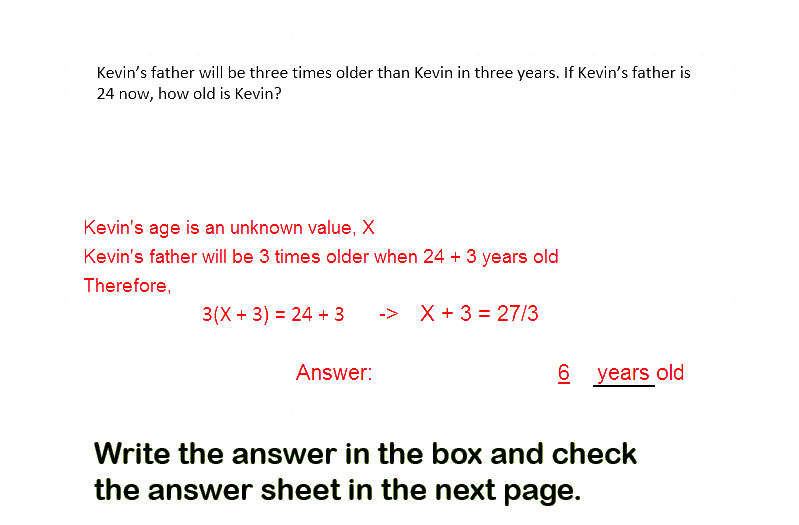 Kevin’s father will be three times older than Kevin in three years. If Kevin’s father is
24 now, how old is Kevin?
Kevin's age is an unknown value, X
Kevin's father will be 3 times older when 24 + 3 years old
Therefore,
3(X + 3) = 24 + 3 -> X + 3 = 27/3
Answer: 6 years old
Write the answer in the box and check
the answer sheet in the next page.